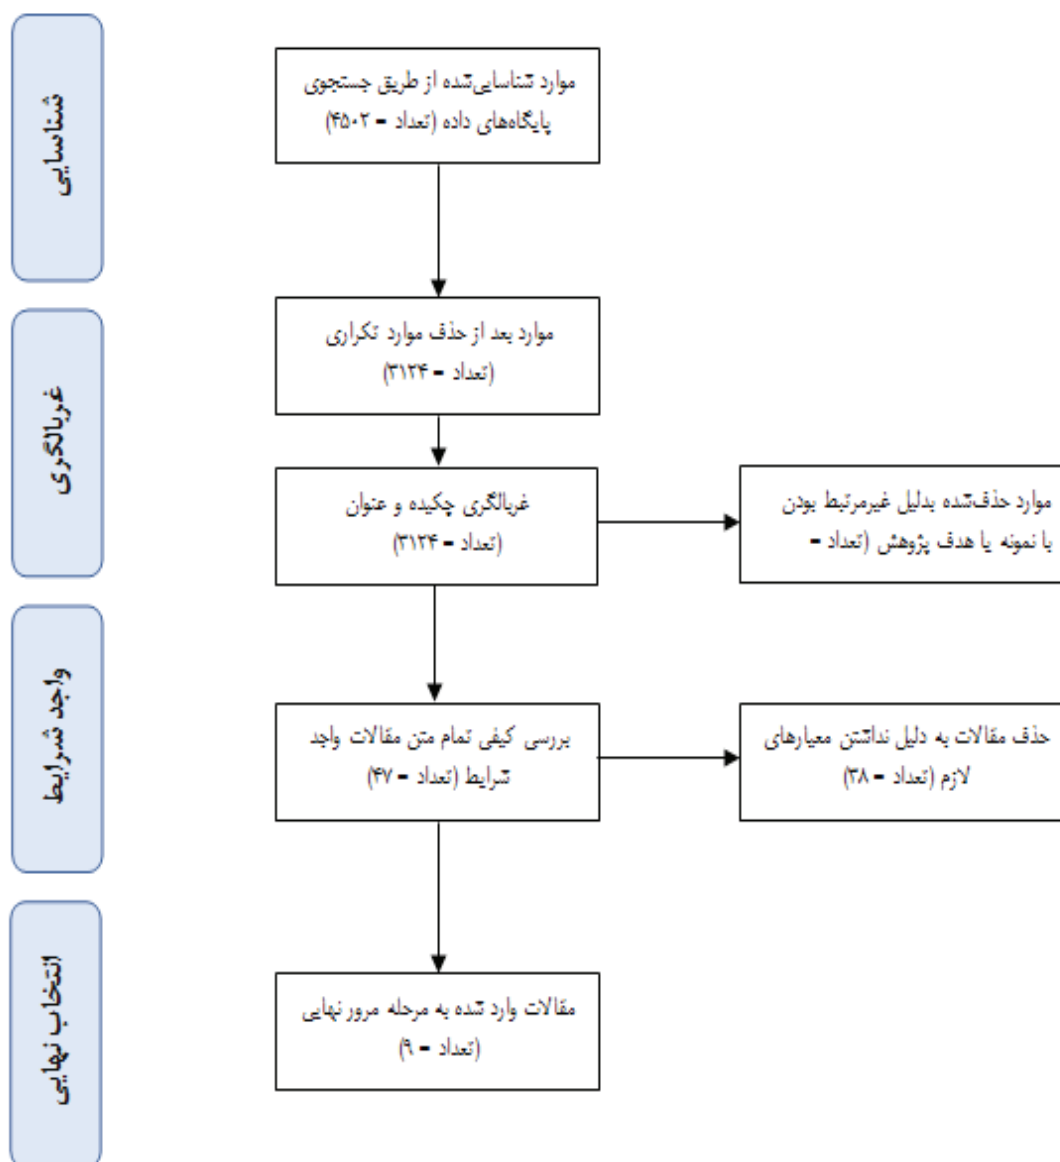 شناسایی
موارد شناسایی‌شده از طریق جستجوی
پایگاه‌های داده (تعداد = ۴۵۰۲)
غربالگری
موارد بعد از حذف موارد تکراری
(تعداد = ۳۱۲۴)
غربالگری چکیده و عنوان
(تعداد = ۳۱۲۴)
موارد حذف‌شده بدلیل غیرمرتبط بودن
با نمونه یا هدف پژوهش (تعداد =
واجد شرایط
بررسی کیفی تمام متن مقالات واجد
شرایط (تعداد = ۴۷)
حذف مقالات به دلیل نداشتن معیارهای
لازم (تعداد = ۳۸)
انتخاب نهایی
مقالات وارد شده به مرحله مرور نهایی
(تعداد = ۹)